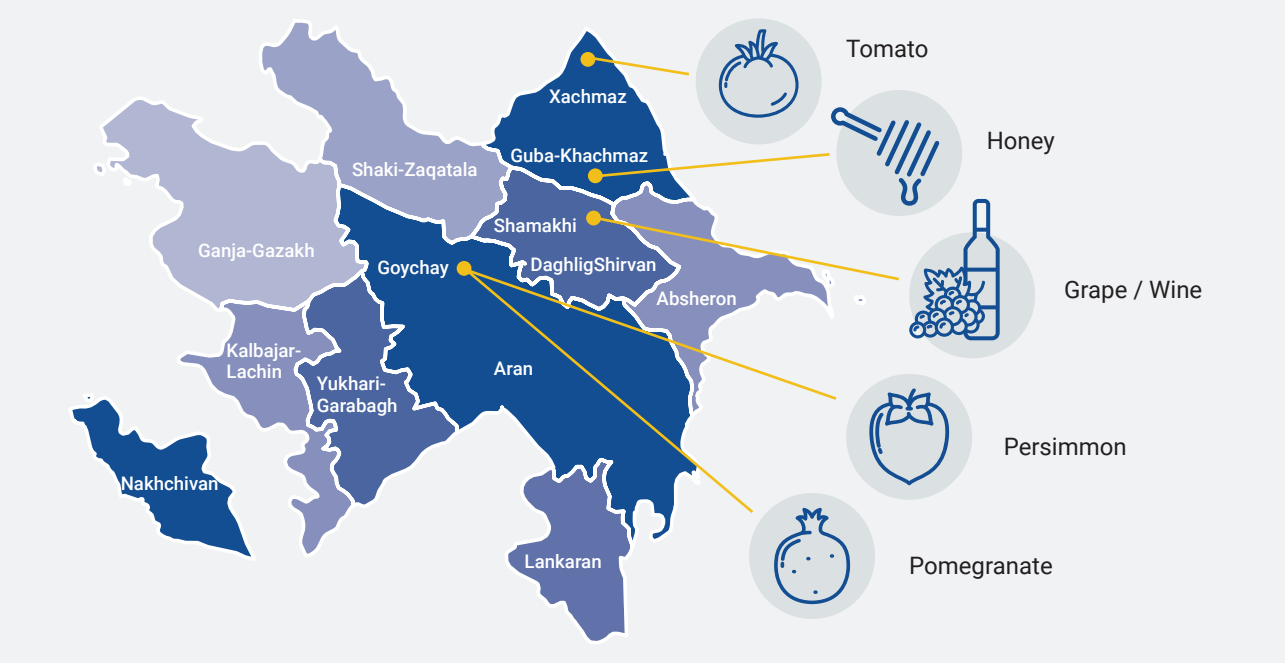 Tomato
Xachmaz
Honey
Guba-Khachmaz
Shaki-Zaqatala
Shamakhi
Ganja-Gazakh
Goychay
DaghligShirvan
Absheron
Grape / Wine
Kalbajar-
Lachin
Aran
Yukhari-
Garabagh
Persimmon
Nakhchivan
Lankaran
Pomegranate